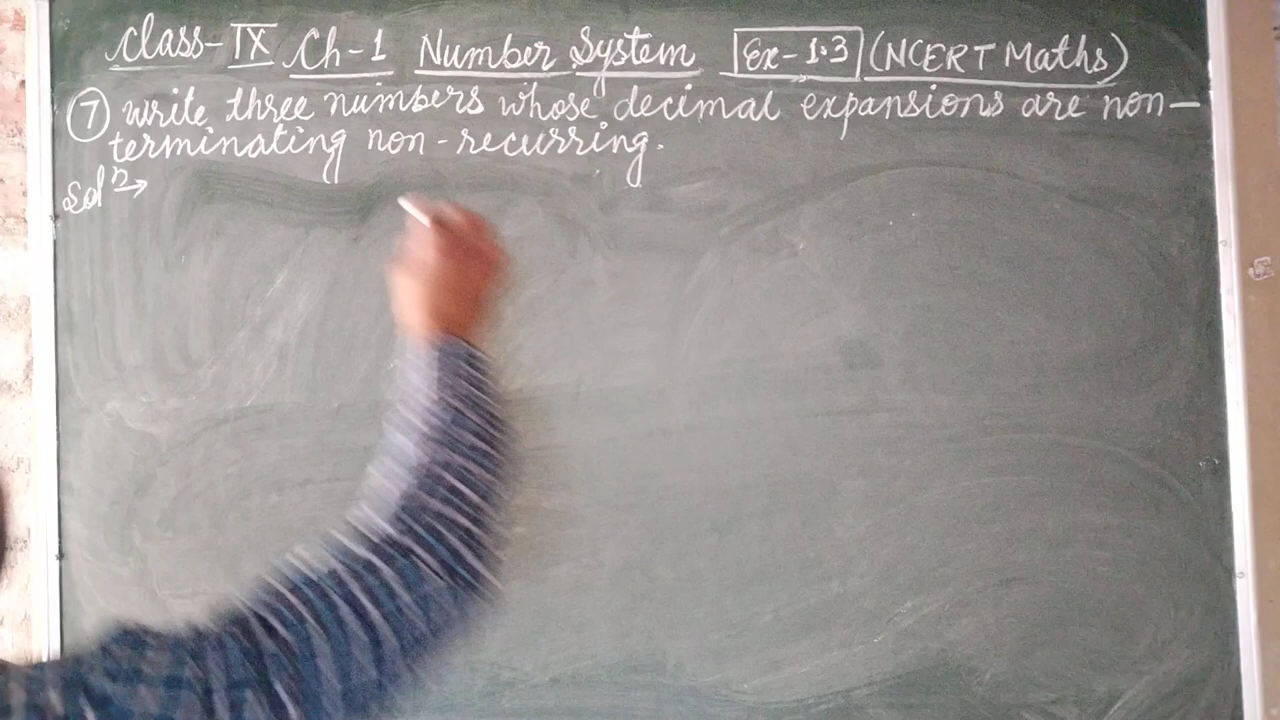 Class-IX Ch-1 Number System Ex-1.3 (NCERT Maths)
7 write three numbers whose decimal expansions are non-
terminating non-recurring.
Solⁿ→